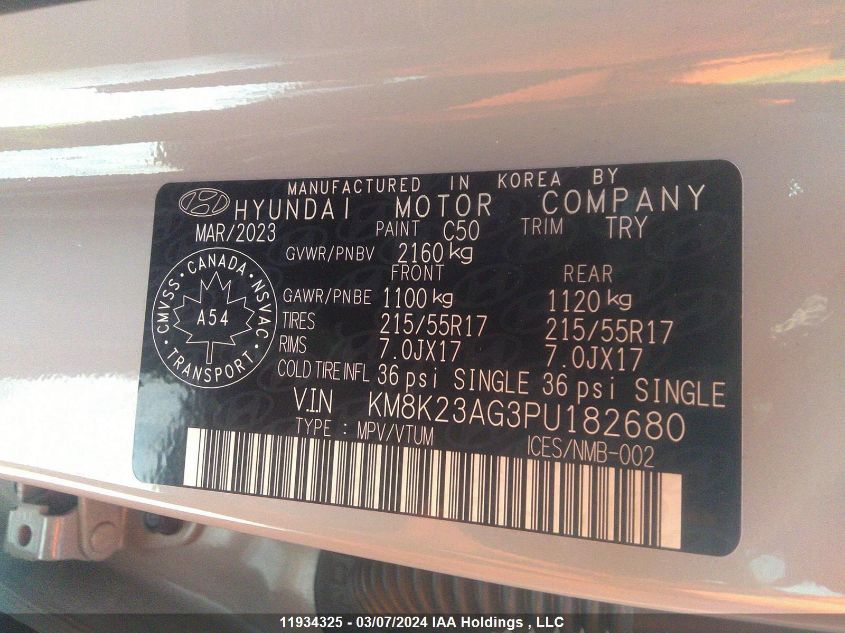 MANUFACTURED IN KOREA BY
HYUNDAI MOTOR COMPANY
MAR/2023 PAINT C50 TRIM TRY
GVWR/PNBV 2160 kg
FRONT REAR
GAWR/PNBE 1100 kg 1120 kg
TIRES 215/55R17 215/55R17
RIMS 7.0JX17 7.0JX17
COLD TIRE INFL 36 psi SINGLE 36 psi SINGLE
V.I.N KM8K23AG3PU182680
TYPE : MPV/VTUM ICES/NMB-002
CMVSS • CANADA • NSVAC
A54
• TRANSPORT •
11934325 - 03/07/2024 IAA Holdings , LLC